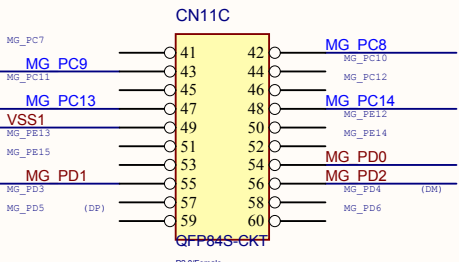 CN11C
MG_PC7 41 42 MG_PC8
MG_PC9 43 44 MG_PC10
MG_PC11 45 46 MG_PC12
MG_PC13 47 48 MG_PC14
VSS1 49 50 MG_PE12
MG_PE13 51 52 MG_PE14
MG_PE15 53 54 MG_PD0
MG_PD1 55 56 MG_PD2
MG_PD3 57 58 MG_PD4 (DM)
MG_PD5 (DP) 59 60 MG_PD6
QFP84S-CKT